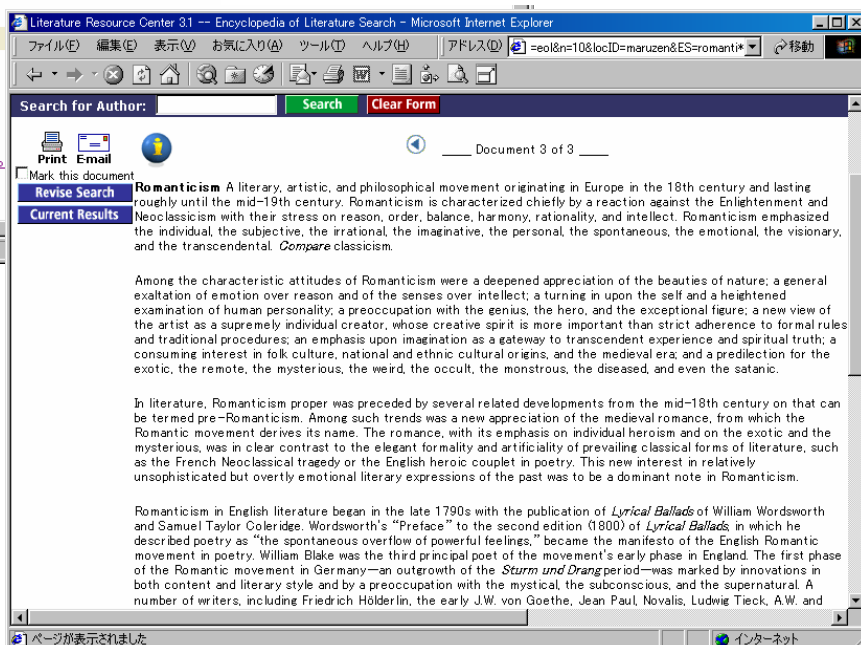 Literature Resource Center 3.1 -- Encyclopedia of Literature Search - Microsoft Internet Explorer
ファイル(F) 編集(E) 表示(V) お気に入り(A) ツール(T) ヘルプ(H) アドレス(D) =eol&n=10&locID=maruzen&ES=romanti* 移動
Search for Author: Search Clear Form
Print E-mail
Document 3 of 3
Mark this document
Revise Search
Current Results
Romanticism A literary, artistic, and philosophical movement originating in Europe in the 18th century and lasting
roughly until the mid-19th century. Romanticism is characterized chiefly by a reaction against the Enlightenment and
Neoclassicism with their stress on reason, order, balance, harmony, rationality, and intellect. Romanticism emphasized
the individual, the subjective, the irrational, the imaginative, the personal, the spontaneous, the emotional, the visionary,
and the transcendental. Compare classicism.
Among the characteristic attitudes of Romanticism were a deepened appreciation of the beauties of nature; a general
exaltation of emotion over reason and of the senses over intellect; a turning in upon the self and a heightened
examination of human personality; a preoccupation with the genius, the hero, and the exceptional figure; a new view of
the artist as a supremely individual creator, whose creative spirit is more important than strict adherence to formal rules
and traditional procedures; an emphasis upon imagination as a gateway to transcendent experience and spiritual truth; a
consuming interest in folk culture, national and ethnic cultural origins, and the medieval era; and a predilection for the
exotic, the remote, the mysterious, the weird, the occult, the monstrous, the diseased, and even the satanic.
In literature, Romanticism proper was preceded by several related developments from the mid-18th century on that can
be termed pre-Romanticism. Among such trends was a new appreciation of the medieval romance, from which the
Romantic movement derives its name. The romance, with its emphasis on individual heroism and on the exotic and the
mysterious, was in clear contrast to the elegant formality and artificiality of prevailing classical forms of literature, such
as the French Neoclassical tragedy or the English heroic couplet in poetry. This new interest in relatively
unsophisticated but overtly emotional literary expressions of the past was to be a dominant note in Romanticism.
Romanticism in English literature began in the late 1790s with the publication of Lyrical Ballads of William Wordsworth
and Samuel Taylor Coleridge. Wordsworth's “Preface” to the second edition (1800) of Lyrical Ballads, in which he
described poetry as “the spontaneous overflow of powerful feelings,” became the manifesto of the English Romantic
movement in poetry. William Blake was the third principal poet of the movement's early phase in England. The first phase
of the Romantic movement in Germany—an outgrowth of the Sturm und Drang period—was marked by innovations in
both content and literary style and by a preoccupation with the mystical, the subconscious, and the supernatural. A
number of writers, including Friedrich Hölderlin, the early J.W. von Goethe, Jean Paul, Novalis, Ludwig Tieck, A.W. and
ページが表示されました インターネット